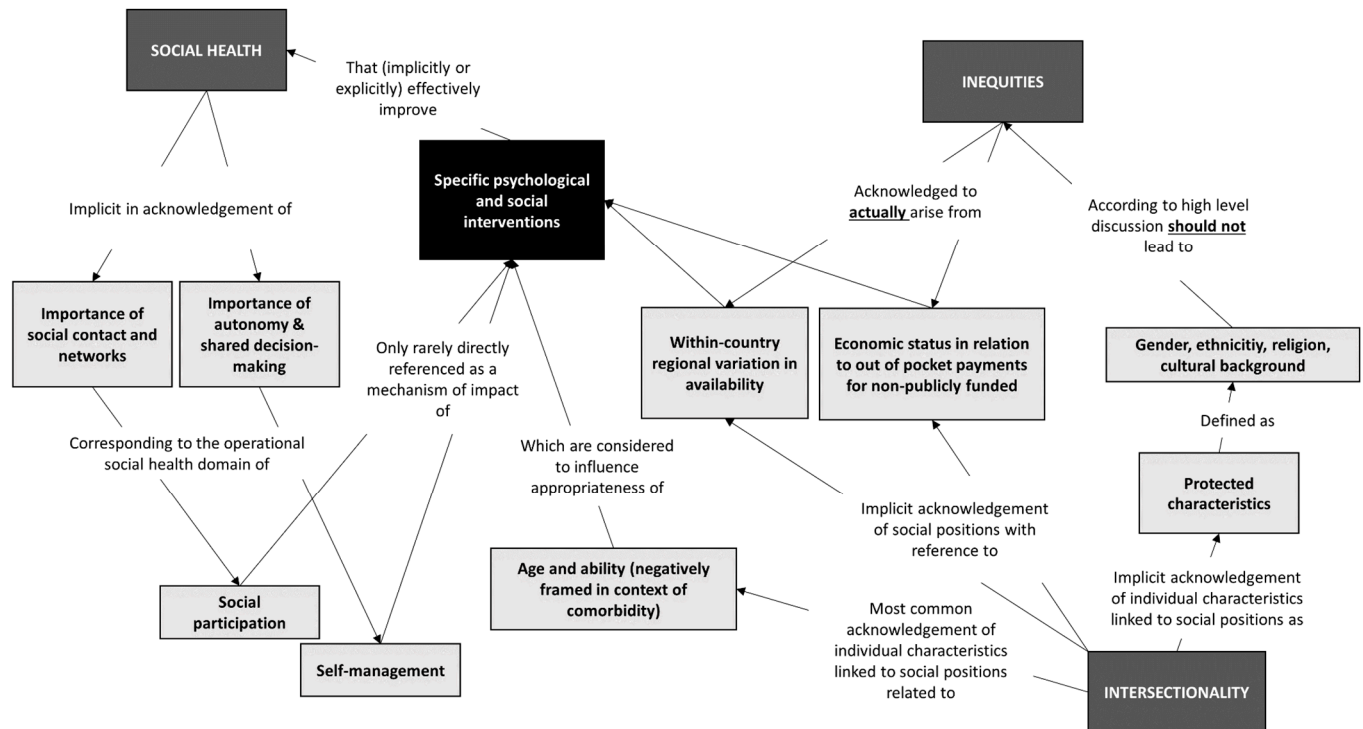 SOCIAL HEALTH
That (implicitly or
explicitly) effectively
improve
INEQUITIES
Specific psychological
and social
interventions
Acknowledged to
actually arise from
According to high level
discussion should not
lead to
Implicit in acknowledgement of
Importance of
social contact and
networks
Importance of
autonomy &
shared decision-
making
Only rarely directly
referenced as a
mechanism of impact
of
Within-country
regional variation in
availability
Economic status in relation
to out of pocket payments
for non-publicly funded
Gender, ethnicitiy, religion,
cultural background
Defined as
Corresponding to the operational
social health domain of
Which are considered
to influence
appropriateness of
Protected
characteristics
Implicit acknowledgement
of social positions with
reference to
Age and ability (negatively
framed in context of
comorbidity)
Implicit acknowledgement
of individual characteristics
linked to social positions as
Social
participation
Most common
acknowledgement of
individual characteristics
linked to social positions
related to
Self-management
INTERSECTIONALITY